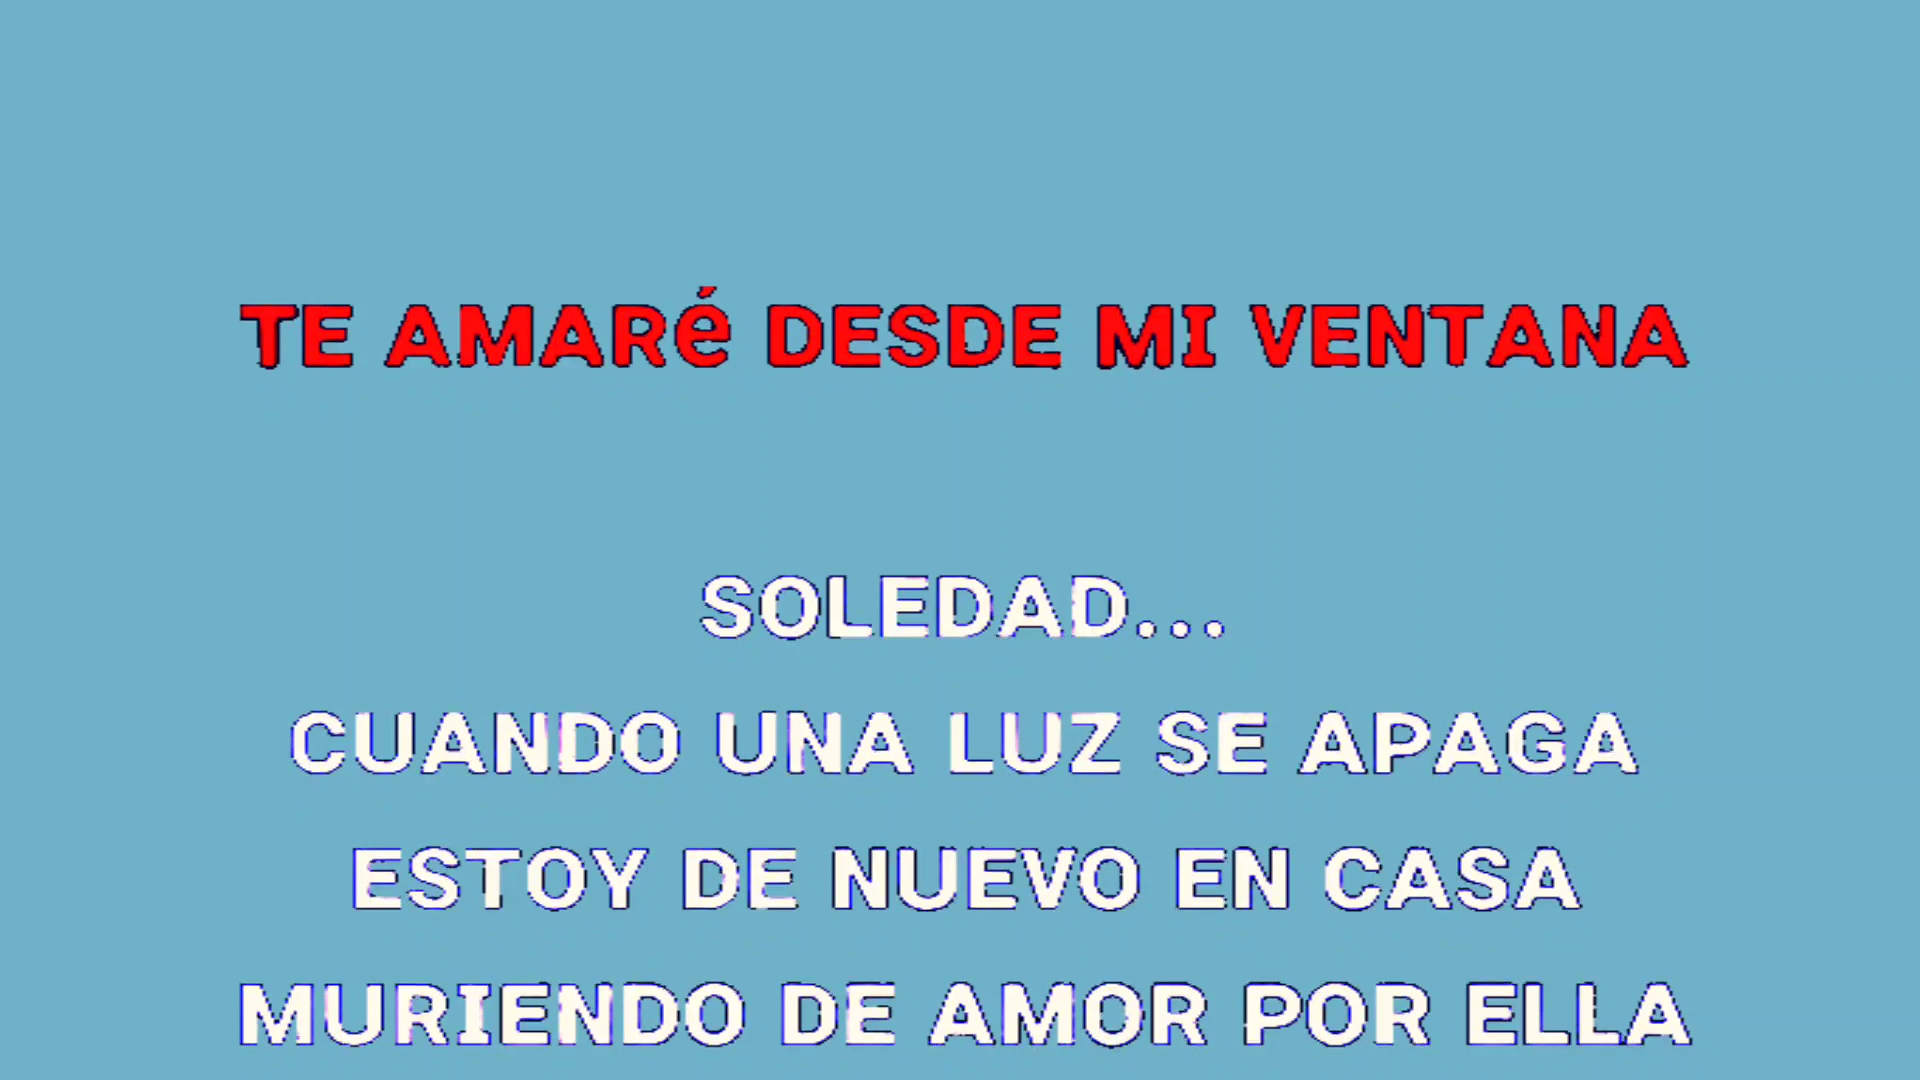 TE AMARé DESDE MI VENTANA
SOLEDAD...
CUANDO UNA LUZ SE APAGA
ESTOY DE NUEVO EN CASA
MURIENDO DE AMOR POR ELLA